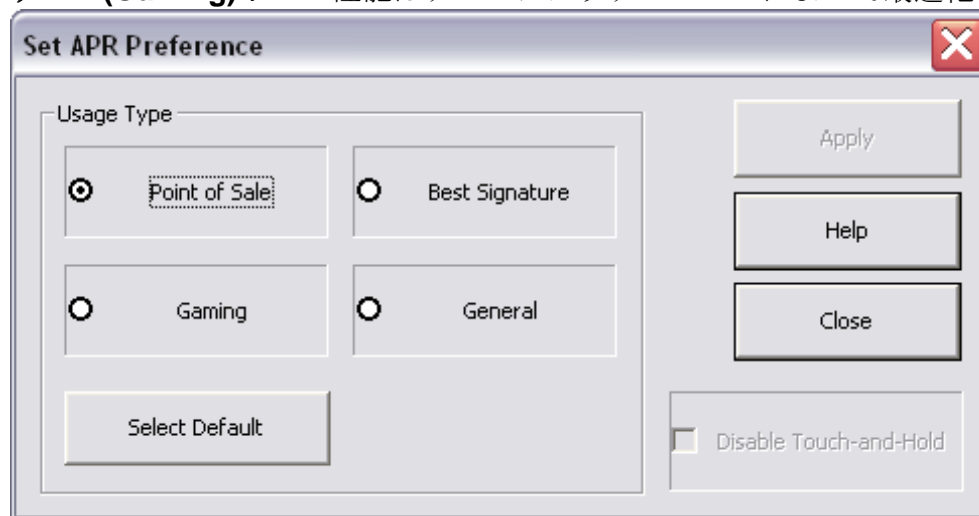 (Gaming)
Set APR Preference
Usage Type
Point of Sale
Best Signature
Gaming
General
Select Default
Apply
Help
Close
Disable Touch-and-Hold